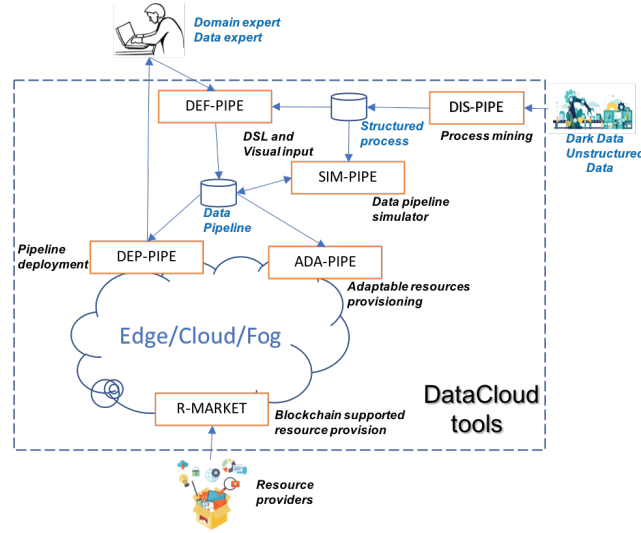 Domain expert
Data expert
DEF-PIPE
DIS-PIPE
DSL and
Visual input
Structured
process
Process mining
Dark Data
Unstructured
Data
SIM-PIPE
Data pipeline
simulator
Data
Pipeline
Pipeline
deployment
DEP-PIPE
ADA-PIPE
Adaptable resources
provisioning
Edge/Cloud/Fog
R-MARKET
Blockchain supported
resource provision
DataCloud
tools
Resource
providers